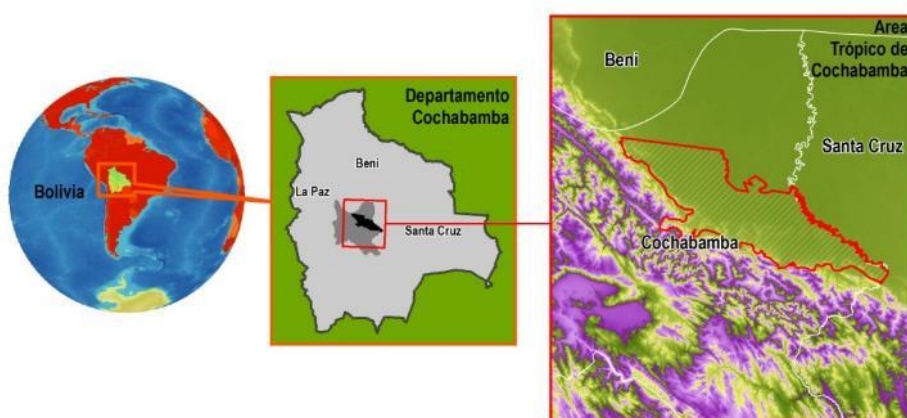 Bolivia
Departamento
Cochabamba
Beni
La Paz
Santa Cruz
Area
Trópico de
Cochabamba
Beni
Santa Cruz
Cochabamba